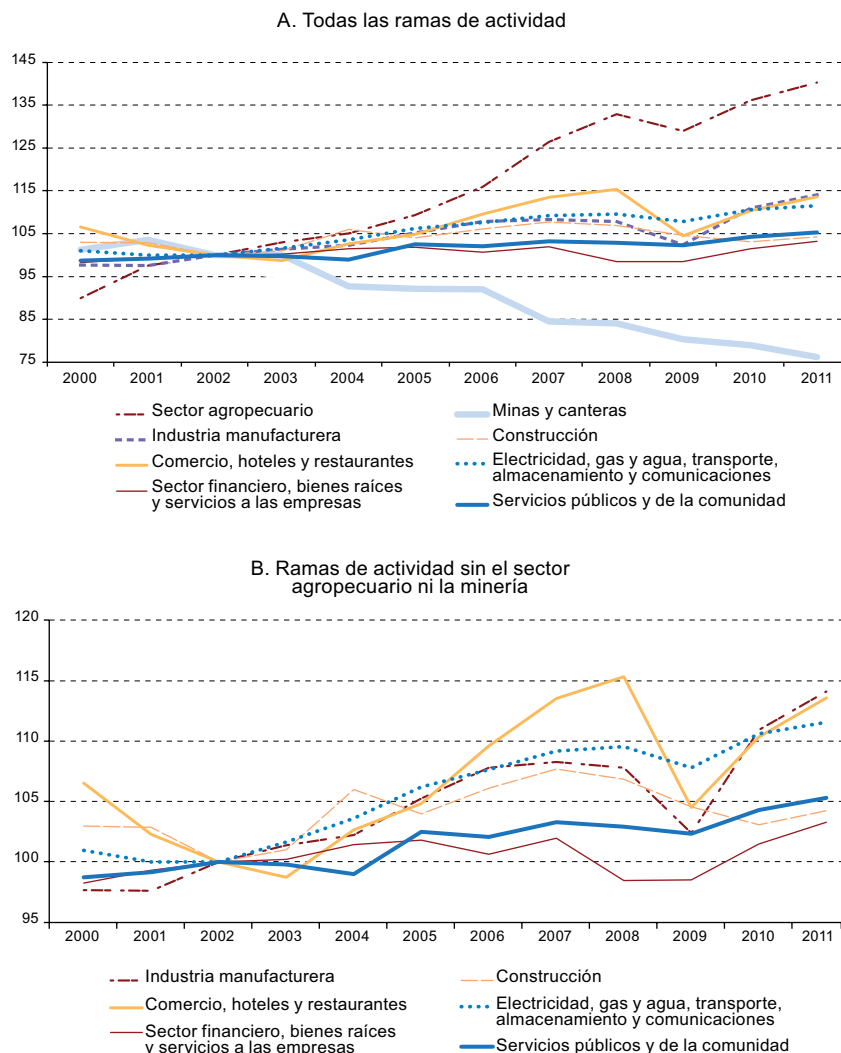 A. Todas las ramas de actividad
145
135
125
115
105
95
85
75
2000 2001 2002 2003 2004 2005 2006 2007 2008 2009 2010 2011
Sector agropecuario
Minas y canteras
Industria manufacturera
Construcción
Comercio, hoteles y restaurantes
Electricidad, gas y agua, transporte,
almacenamiento y comunicaciones
Sector financiero, bienes raíces
y servicios a las empresas
Servicios públicos y de la comunidad
B. Ramas de actividad sin el sector
agropecuario ni la minería
120
115
110
105
100
95
2000 2001 2002 2003 2004 2005 2006 2007 2008 2009 2010 2011
Industria manufacturera
Construcción
Comercio, hoteles y restaurantes
Electricidad, gas y agua, transporte,
almacenamiento y comunicaciones
Sector financiero, bienes raíces
y servicios a las empresas
Servicios públicos y de la comunidad